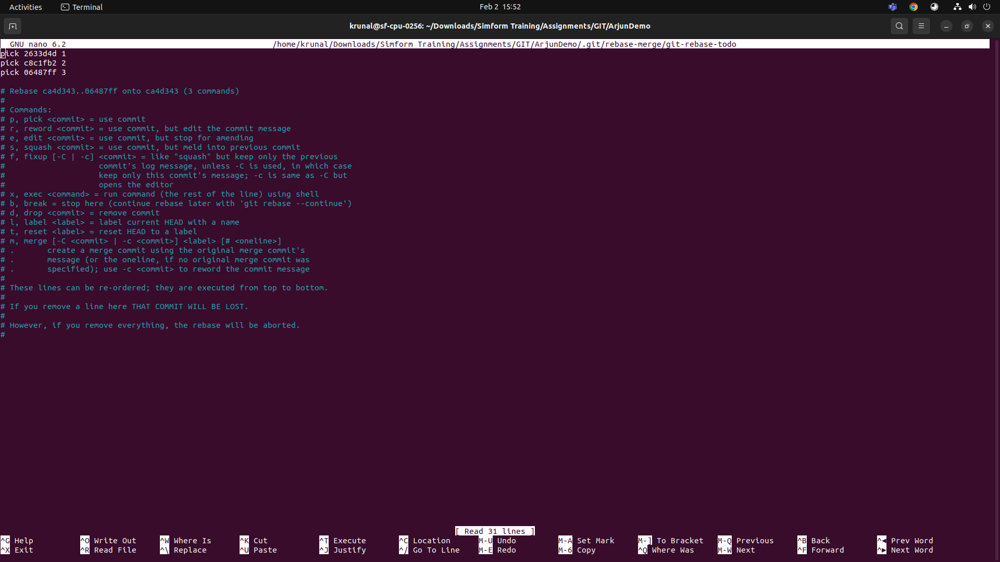 Activities Terminal Feb 2 15:52
krunal@sf-cpu-0256: ~/Downloads/Simform Training/Assignments/GIT/ArjunDemo
GNU nano 6.2 /home/krunal/Downloads/Simform Training/Assignments/GIT/ArjunDemo/.git/rebase-merge/git-rebase-todo
pick 2633d4d 1
pick c8c1fb2 2
pick 06487ff 3
# Rebase ca4d343..06487ff onto ca4d343 (3 commands)
#
# Commands:
# p, pick <commit> = use commit
# r, reword <commit> = use commit, but edit the commit message
# e, edit <commit> = use commit, but stop for amending
# s, squash <commit> = use commit, but meld into previous commit
# f, fixup [-C | -c] <commit> = like "squash" but keep only the previous
# commit's log message, unless -C is used, in which case
# keep only this commit's message; -c is same as -C but
# opens the editor
# x, exec <command> = run command (the rest of the line) using shell
# b, break = stop here (continue rebase later with 'git rebase --continue')
# d, drop <commit> = remove commit
# l, label <label> = label current HEAD with a name
# t, reset <label> = reset HEAD to a label
# m, merge [-C <commit> | -c <commit>] <label> [# <oneline>]
# . create a merge commit using the original merge commit's
# . message (or the oneline, if no original merge commit was
# . specified); use -c <commit> to reword the commit message
#
# These lines can be re-ordered; they are executed from top to bottom.
#
# If you remove a line here THAT COMMIT WILL BE LOST.
#
# However, if you remove everything, the rebase will be aborted.
#
[ Read 31 lines ]
^G Help ^O Write Out ^W Where Is ^K Cut ^T Execute ^C Location M-U Undo M-A Set Mark M-] To Bracket M-Q Previous ^B Back ^◀ Prev Word
^X Exit ^R Read File ^\ Replace ^U Paste ^J Justify ^/ Go To Line M-E Redo M-6 Copy ^Q Where Was M-W Next ^F Forward ^▶ Next Word